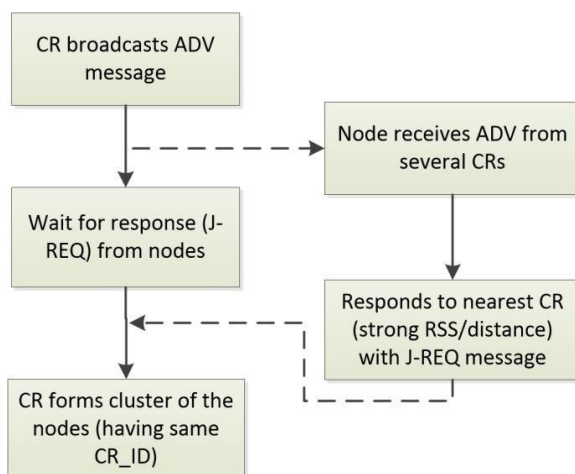 CR broadcasts ADV
message
Node receives ADV from
several CRs
Wait for response (J-
REQ) from nodes
Responds to nearest CR
(strong RSS/distance)
with J-REQ message
CR forms cluster of the
nodes (having same
CR_ID)